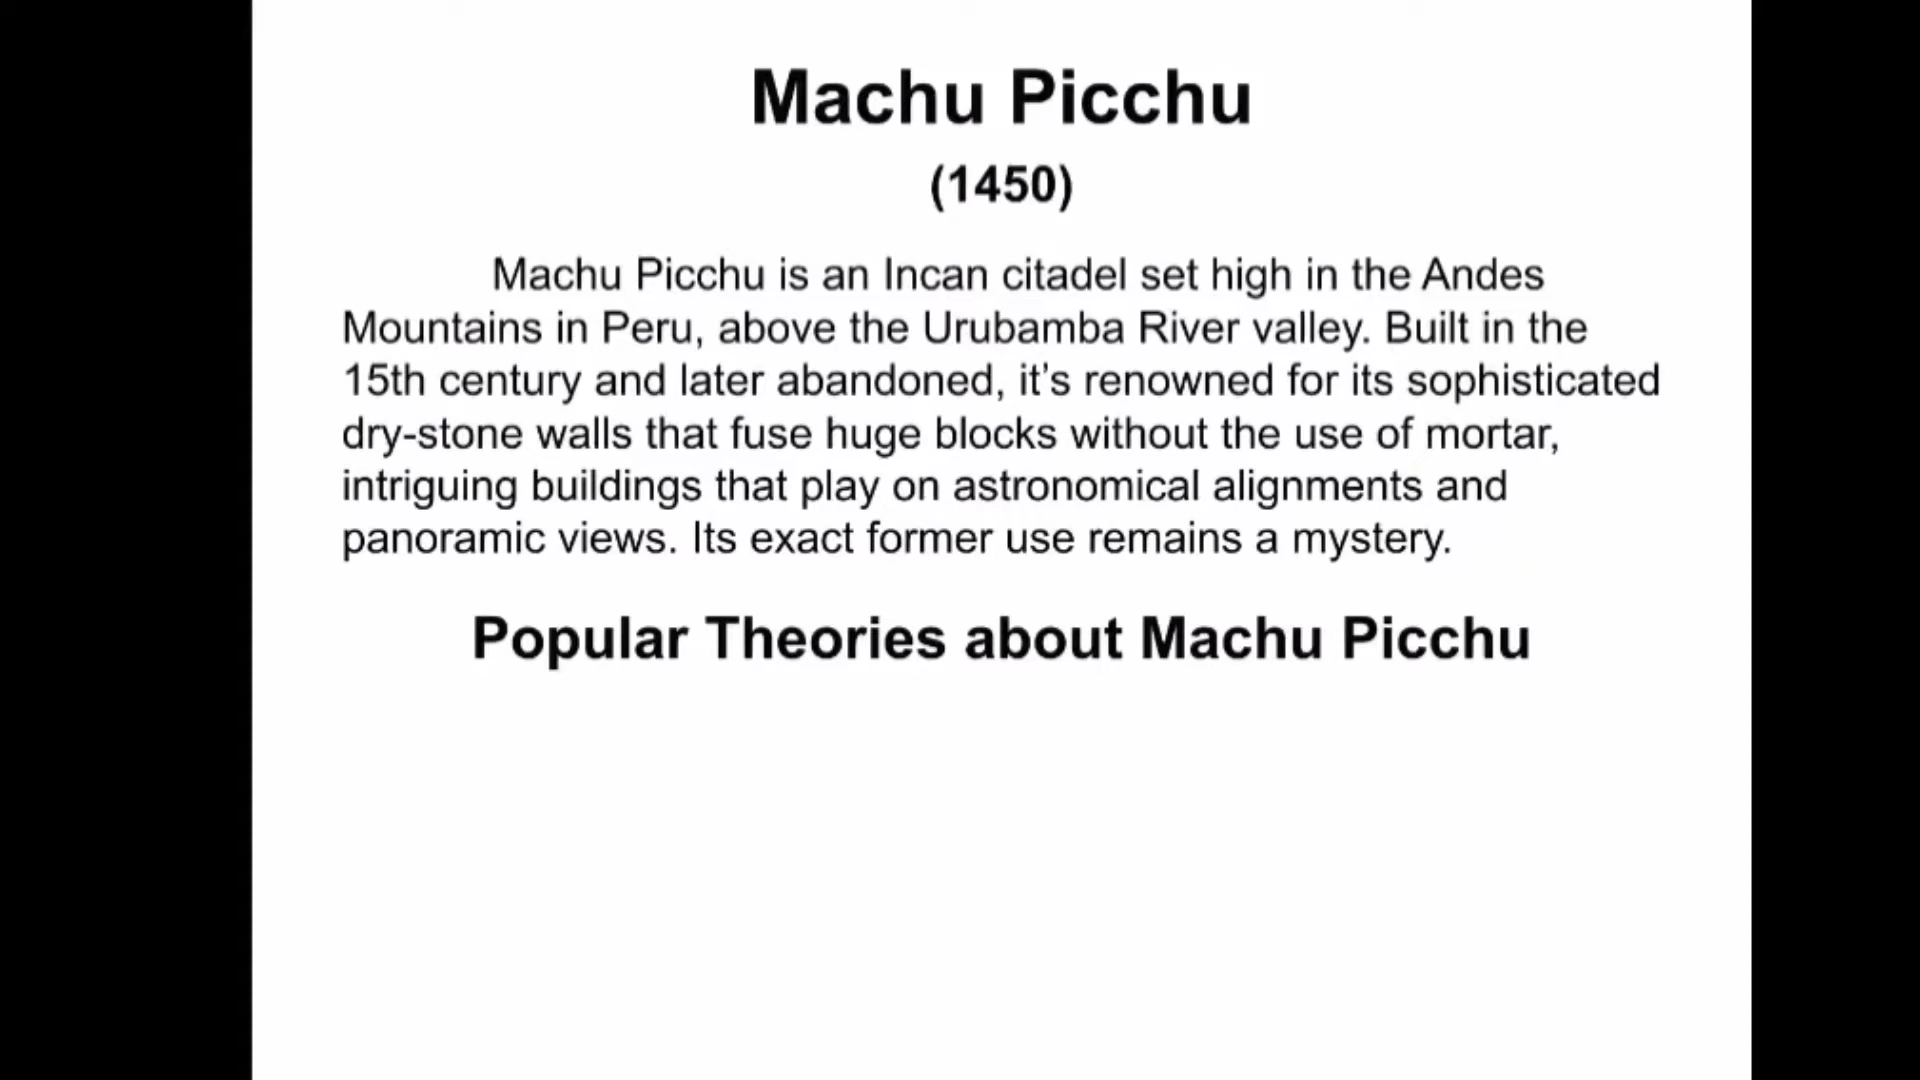 Machu Picchu
(1450)
Machu Picchu is an Incan citadel set high in the Andes
Mountains in Peru, above the Urubamba River valley. Built in the
15th century and later abandoned, it’s renowned for its sophisticated
dry-stone walls that fuse huge blocks without the use of mortar,
intriguing buildings that play on astronomical alignments and
panoramic views. Its exact former use remains a mystery.
Popular Theories about Machu Picchu